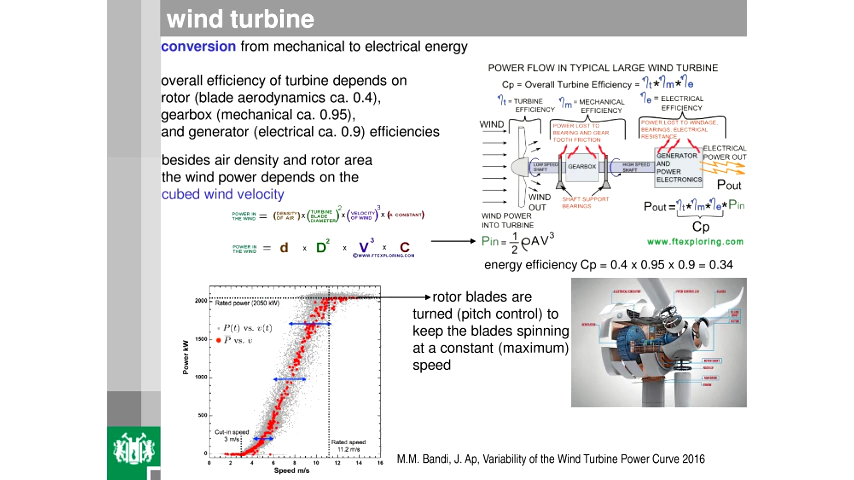 wind turbine
conversion from mechanical to electrical energy
overall efficiency of turbine depends on
rotor (blade aerodynamics ca. 0.4),
gearbox (mechanical ca. 0.95),
and generator (electrical ca. 0.9) efficiencies
besides air density and rotor area
the wind power depends on the
cubed wind velocity
POWER IN THE WIND = (DENSITY OF AIR) x (TURBINE BLADE DIAMETER)² x (VELOCITY OF WIND)³ x (A CONSTANT)
POWER IN THE WIND = d x D² x V³ x C
©WWW.FTEXPLORING.COM
POWER FLOW IN TYPICAL LARGE WIND TURBINE
Cp = Overall Turbine Efficiency = ηt*ηm*ηe
ηt = TURBINE EFFICIENCY
ηm = MECHANICAL EFFICIENCY
ηe = ELECTRICAL EFFICIENCY
WIND
POWER LOST TO
BEARING AND GEAR
TOOTH FRICTION
POWER LOST TO WINDAGE,
BEARINGS, ELECTRICAL
RESISTANCE
LOW SPEED
SHAFT
GEARBOX
HIGH SPEED
SHAFT
GENERATOR
AND
POWER
ELECTRONICS
ELECTRICAL
POWER OUT
Pout
WIND
OUT
SHAFT SUPPORT
BEARINGS
WIND POWER
INTO TURBINE
Pout = ηt*ηm*ηe* Pin
Cp
Pin = 1/2 ρAV³
www.ftexploring.com
energy efficiency Cp = 0.4 x 0.95 x 0.9 = 0.34
rotor blades are
turned (pitch control) to
keep the blades spinning
at a constant (maximum)
speed
Power kW
2000
1500
1000
500
0
Rated power (2050 kW)
P(t) vs. v(t)
P̄ vs. v
Cut-in speed
3 m/s
Rated speed
11.2 m/s
0 2 4 6 8 10 12 14 16
Speed m/s
M.M. Bandi, J. Ap, Variability of the Wind Turbine Power Curve 2016